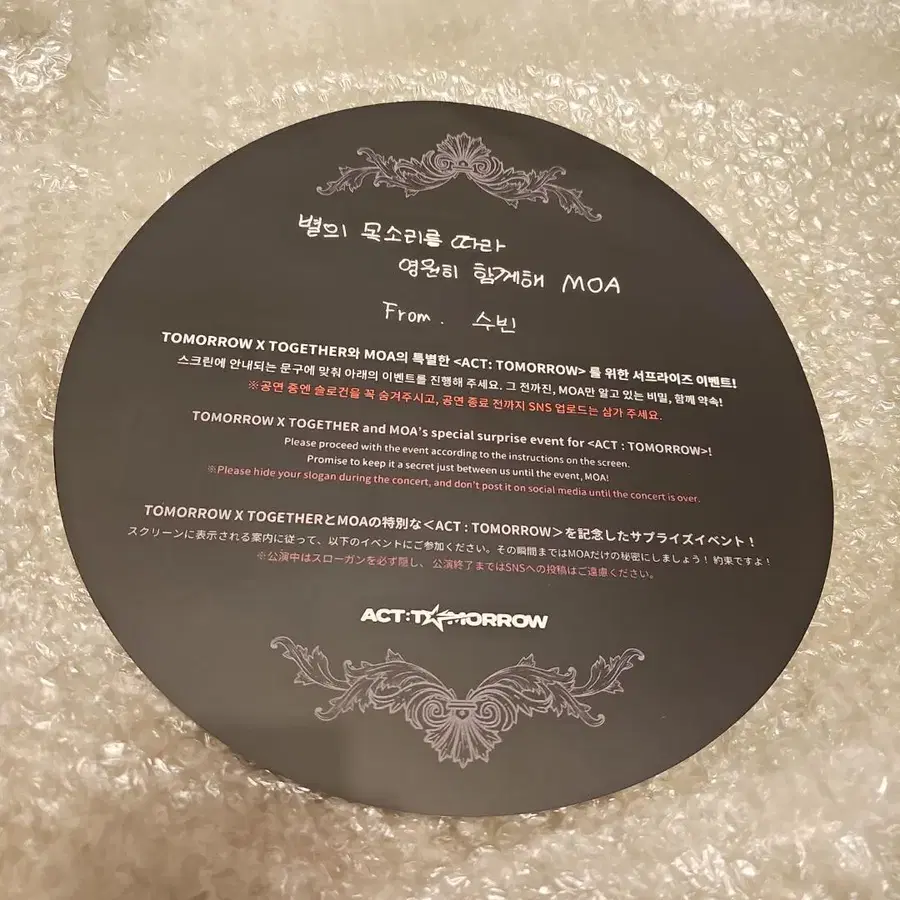 별의 목소리를 따라
영원히 함께해 MOA
From. 수빈
TOMORROW X TOGETHER와 MOA의 특별한 <ACT: TOMORROW> 를 위한 서프라이즈 이벤트!
스크린에 안내되는 문구에 맞춰 아래의 이벤트를 진행해 주세요. 그 전까진, MOA만 알고 있는 비밀, 함께 약속!
※공연 중엔 슬로건을 꼭 숨겨주시고, 공연 종료 전까지 SNS 업로드는 삼가 주세요.
TOMORROW X TOGETHER and MOA's special surprise event for <ACT : TOMORROW>!
Please proceed with the event according to the instructions on the screen.
Promise to keep it a secret just between us until the event, MOA!
※Please hide your slogan during the concert, and don't post it on social media until the concert is over.
TOMORROW X TOGETHERとMOAの特別な<ACT : TOMORROW>を記念したサプライズイベント！
スクリーンに表示される案内に従って、以下のイベントにご参加ください。その瞬間まではMOAだけの秘密にしましょう！ 約束ですよ！
※公演中はスローガンを必ず隠し、公演終了まではSNSへの投稿はご遠慮ください。
ACT:TOMORROW